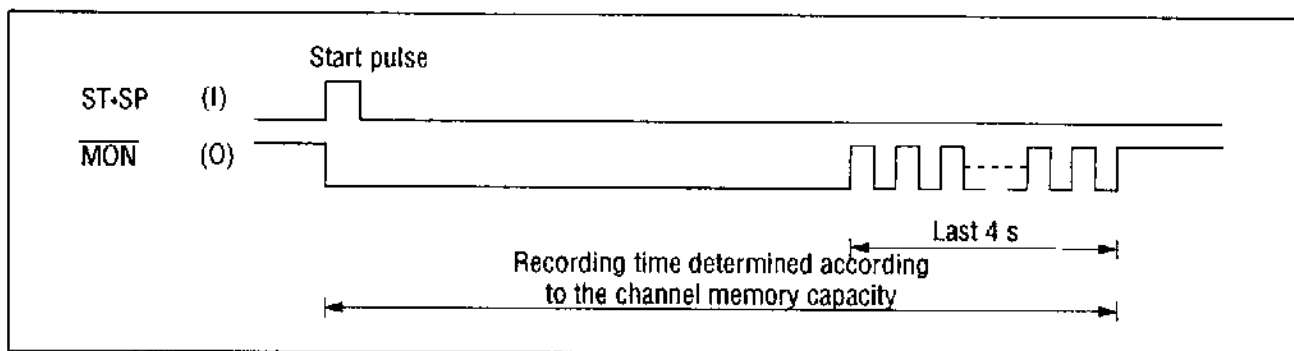 Start pulse
ST•SP (I)
MON (O)
Last 4 s
Recording time determined according
to the channel memory capacity